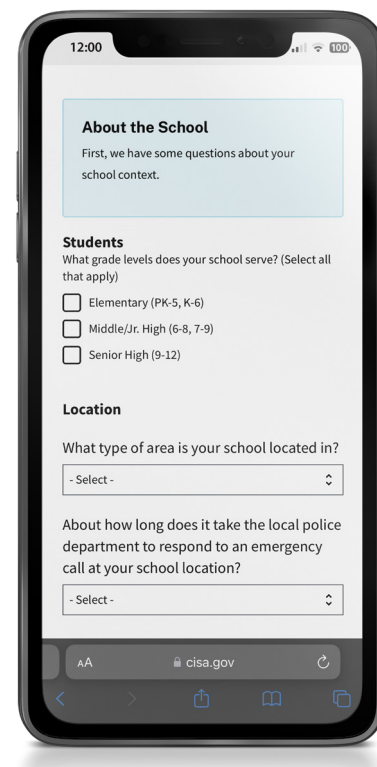 12:00
100
About the School
First, we have some questions about your
school context.
Students
What grade levels does your school serve? (Select all
that apply)
Elementary (PK-5, K-6)
Middle/Jr. High (6-8, 7-9)
Senior High (9-12)
Location
What type of area is your school located in?
- Select -
About how long does it take the local police
department to respond to an emergency
call at your school location?
- Select -
AA
cisa.gov